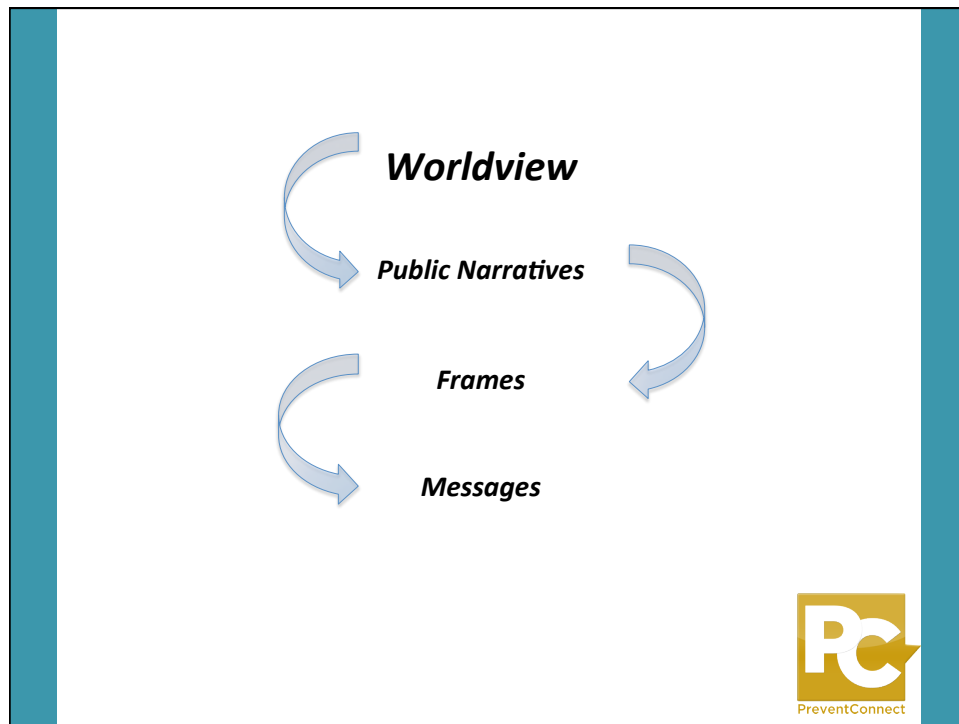 Worldview
Public Narratives
Frames
Messages
PC
PreventConnect